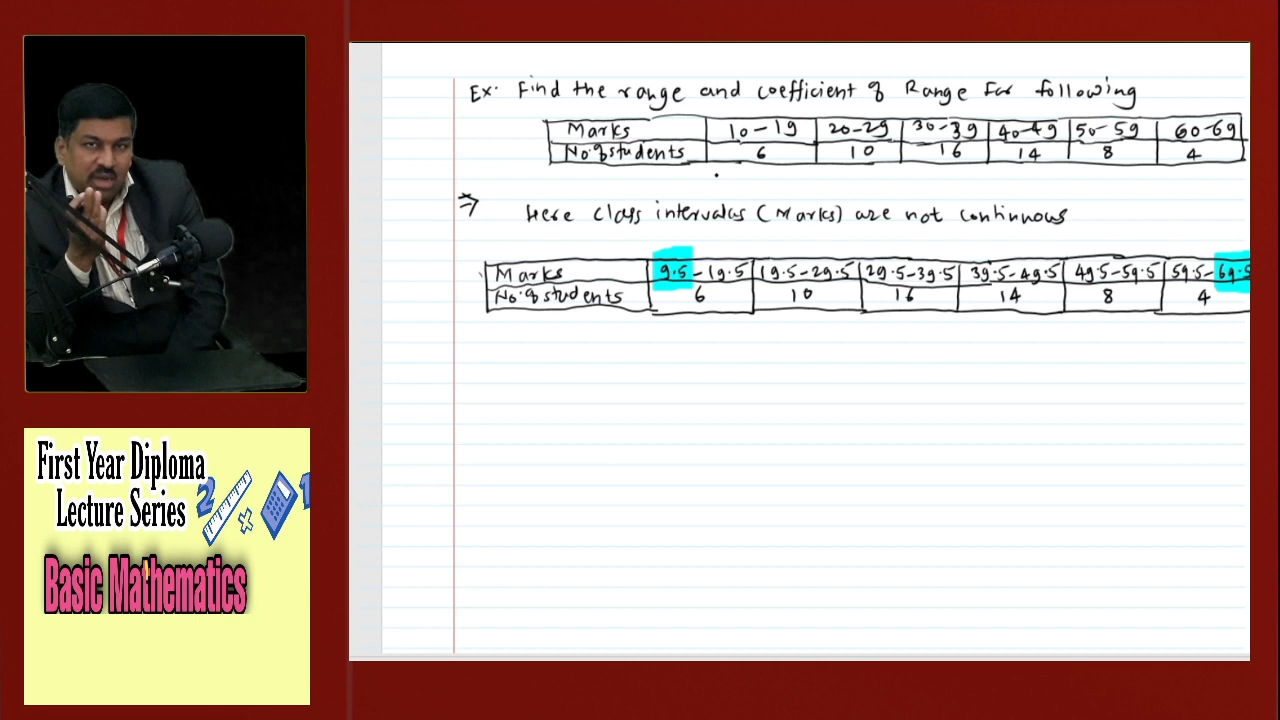 Ex. Find the range and coefficient of Range for following
Marks 10-19 20-29 30-39 40-49 50-59 60-69
No. of students 6 10 16 14 8 4
⇒ Here class intervalas (Marks) are not continuous
Marks 9.5-19.5 19.5-29.5 29.5-39.5 39.5-49.5 49.5-59.5 59.5-69.5
No. of students 6 10 16 14 8 4
First Year Diploma
Lecture Series
2 × 1
Basic Mathematics